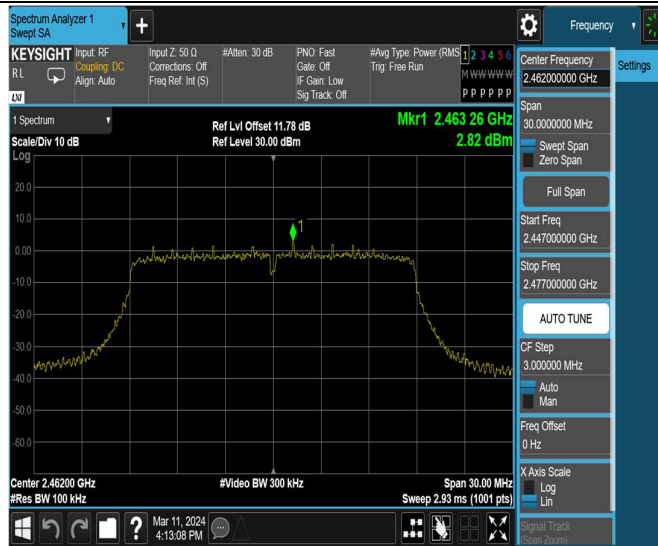 Spectrum Analyzer 1
Swept SA
+
Frequency
KEYSIGHT
RL
LXI
Input: RF
Coupling: DC
Align: Auto
Input Z: 50 Ω
Corrections: Off
Freq Ref: Int (S)
#Atten: 30 dB
PNO: Fast
Gate: Off
IF Gain: Low
Sig Track: Off
#Avg Type: Power (RMS
Trig: Free Run
1 2 3 4 5 6
M W W W W W
P P P P P P
Center Frequency
2.462000000 GHz
Settings
Span
30.0000000 MHz
Swept Span
Zero Span
Full Span
Start Freq
2.447000000 GHz
Stop Freq
2.477000000 GHz
AUTO TUNE
CF Step
3.000000 MHz
Auto
Man
Freq Offset
0 Hz
X Axis Scale
Log
Lin
Signal Track
(Span Zoom)
1 Spectrum
Scale/Div 10 dB
Log
Ref Lvl Offset 11.78 dB
Ref Level 30.00 dBm
Mkr1 2.463 26 GHz
2.82 dBm
1
20.0
10.0
0.00
-10.0
-20.0
-30.0
-40.0
-50.0
-60.0
Center 2.46200 GHz
#Res BW 100 kHz
#Video BW 300 kHz
Span 30.00 MHz
Sweep 2.93 ms (1001 pts)
?
Mar 11, 2024
4:13:08 PM